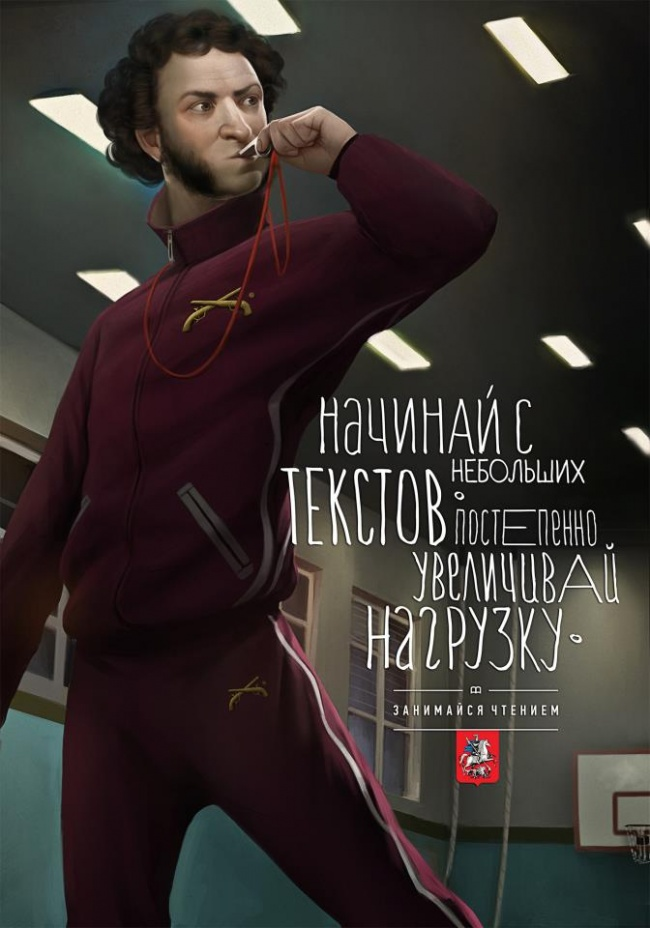 Начинай с
небольших
текстов.
постепенно
увеличивай
нагрузку.
ЗАНИМАЙСЯ ЧТЕНИЕМ